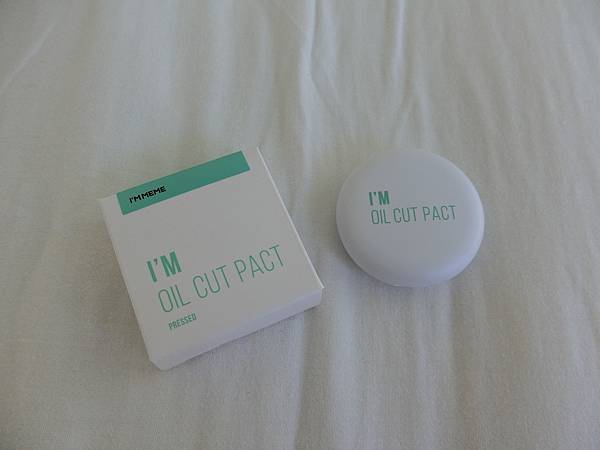 I'M MEME
I'M
OIL CUT PACT
PRESSED
I'M
OIL CUT PACT